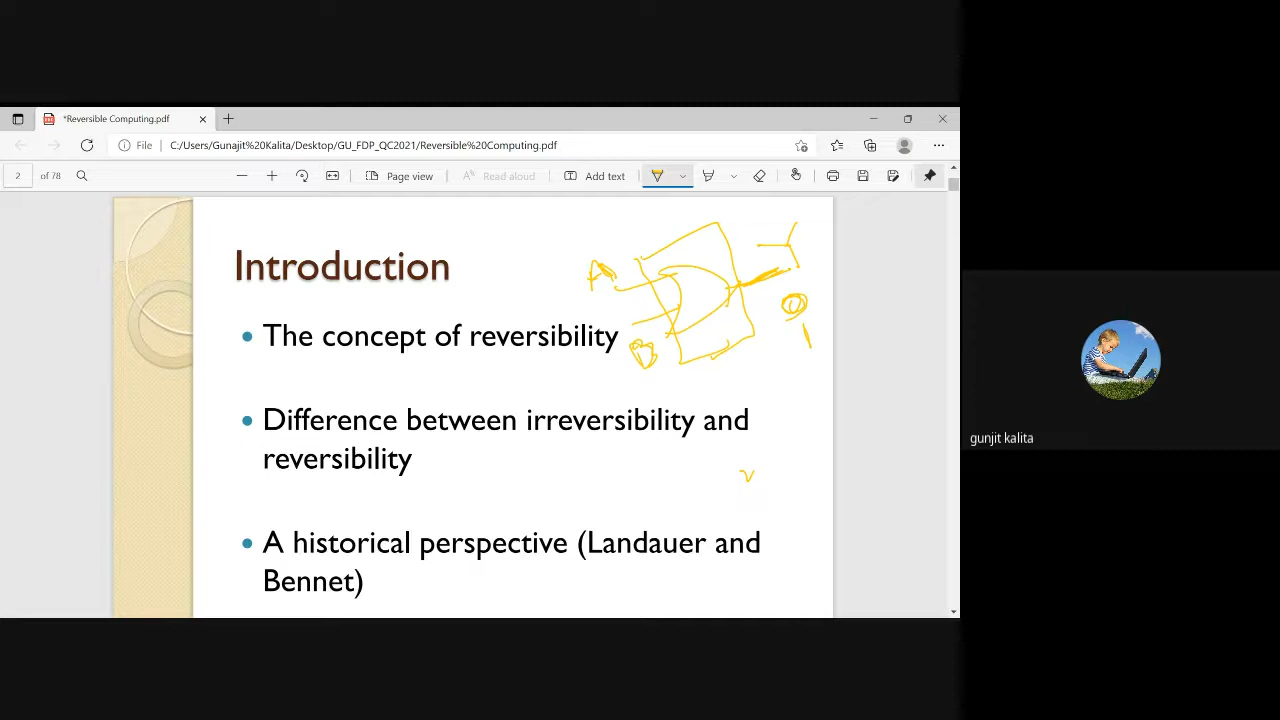 *Reversible Computing.pdf
File C:/Users/Gunajit%20Kalita/Desktop/GU_FDP_QC2021/Reversible%20Computing.pdf
2 of 78 Page view Read aloud Add text
Introduction
A
B
Y
0
1
• The concept of reversibility
• Difference between irreversibility and
reversibility
• A historical perspective (Landauer and
Bennet)
gunjit kalita